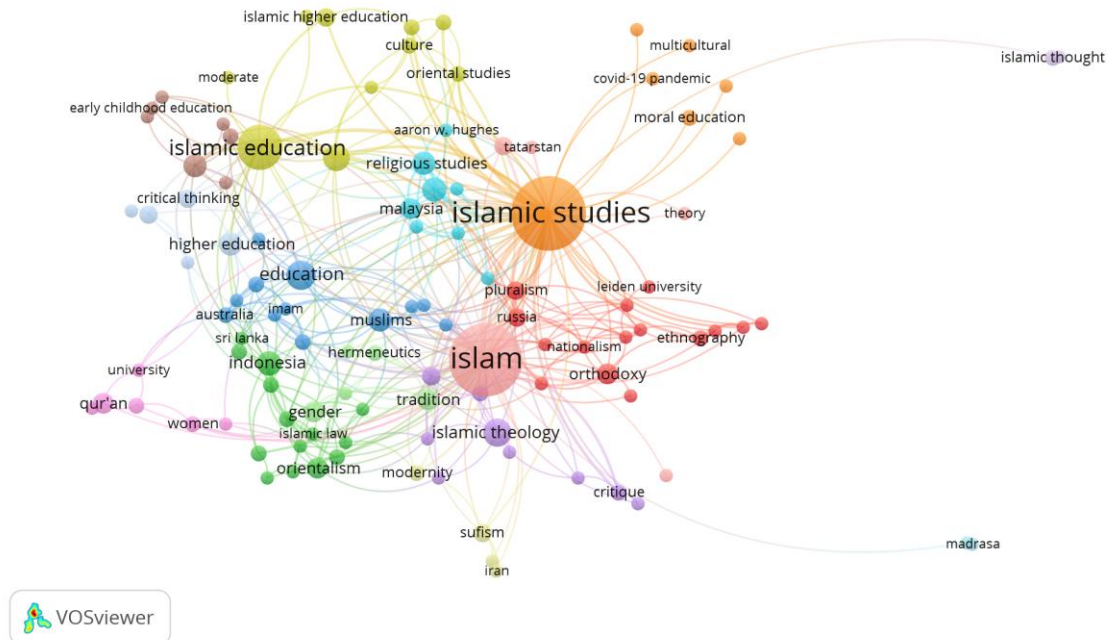 islamic higher education
culture
multicultural
islamic thought
oriental studies
covid-19 pandemic
moderate
early childhood education
moral education
aaron w. hughes
islamic education
tatarstan
religious studies
critical thinking
malaysia
islamic studies
theory
higher education
education
pluralism
leiden university
australia
imam
muslims
russia
sri lanka
hermeneutics
nationalism
ethnography
indonesia
islam
university
orthodoxy
qur'an
tradition
gender
women
islamic law
islamic theology
orientalism
modernity
critique
sufism
madrasa
iran
VOSviewer